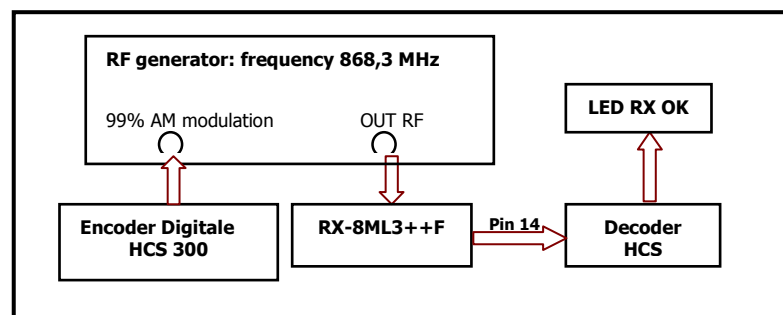 RF generator: frequency 868,3 MHz
99% AM modulation
OUT RF
LED RX OK
Encoder Digitale
HCS 300
RX-8ML3++F
Pin 14
Decoder
HCS